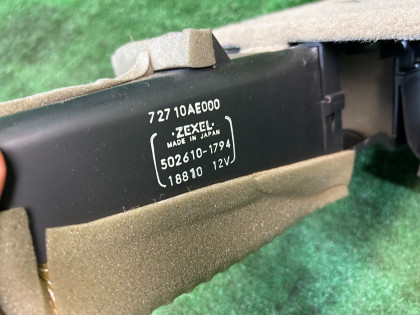 72710AE000
·ZEXEL·
MADE IN JAPAN
502610-1794
18810 12V